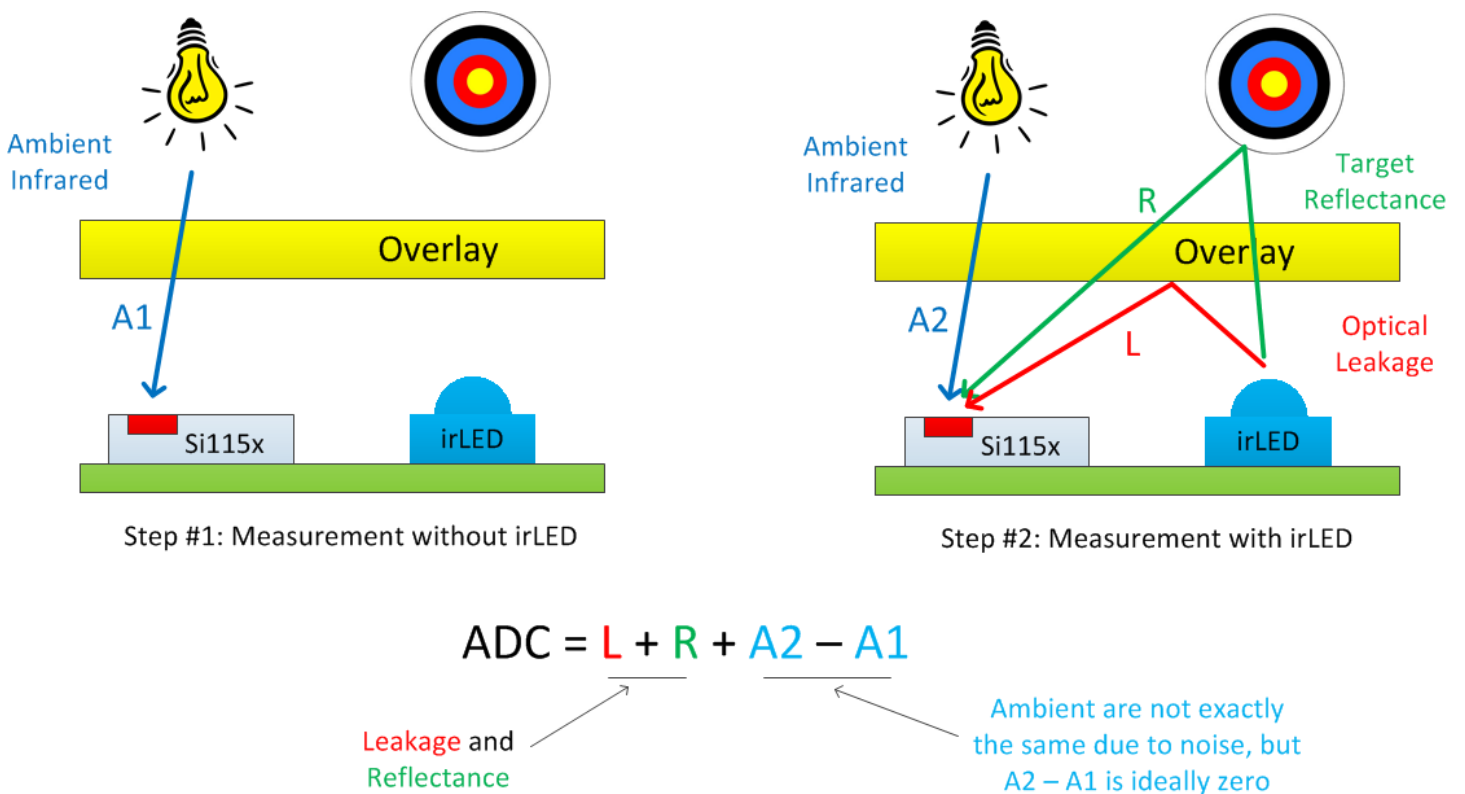 Ambient
Infrared
Overlay
A1
Si115x
irLED
Step #1: Measurement without irLED
Ambient
Infrared
Target
Reflectance
R
Overlay
A2
L
Optical
Leakage
Si115x
irLED
Step #2: Measurement with irLED
ADC = L + R + A2 – A1
Leakage and
Reflectance
Ambient are not exactly
the same due to noise, but
A2 – A1 is ideally zero